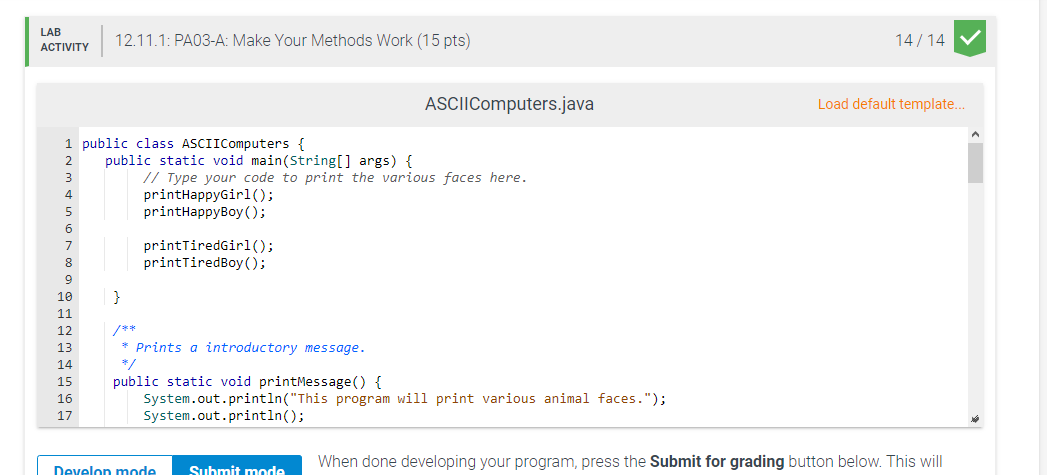 LAB
ACTIVITY
12.11.1: PA03-A: Make Your Methods Work (15 pts)
14 / 14
ASCIIComputers.java
Load default template...
1 public class ASCIIComputers {
2 public static void main(String[] args) {
3 // Type your code to print the various faces here.
4 printHappyGirl();
5 printHappyBoy();
6
7 printTiredGirl();
8 printTiredBoy();
9
10 }
11
12 /**
13 * Prints a introductory message.
14 */
15 public static void printMessage() {
16 System.out.println("This program will print various animal faces.");
17 System.out.println();
Develop mode
Submit mode
When done developing your program, press the Submit for grading button below. This will